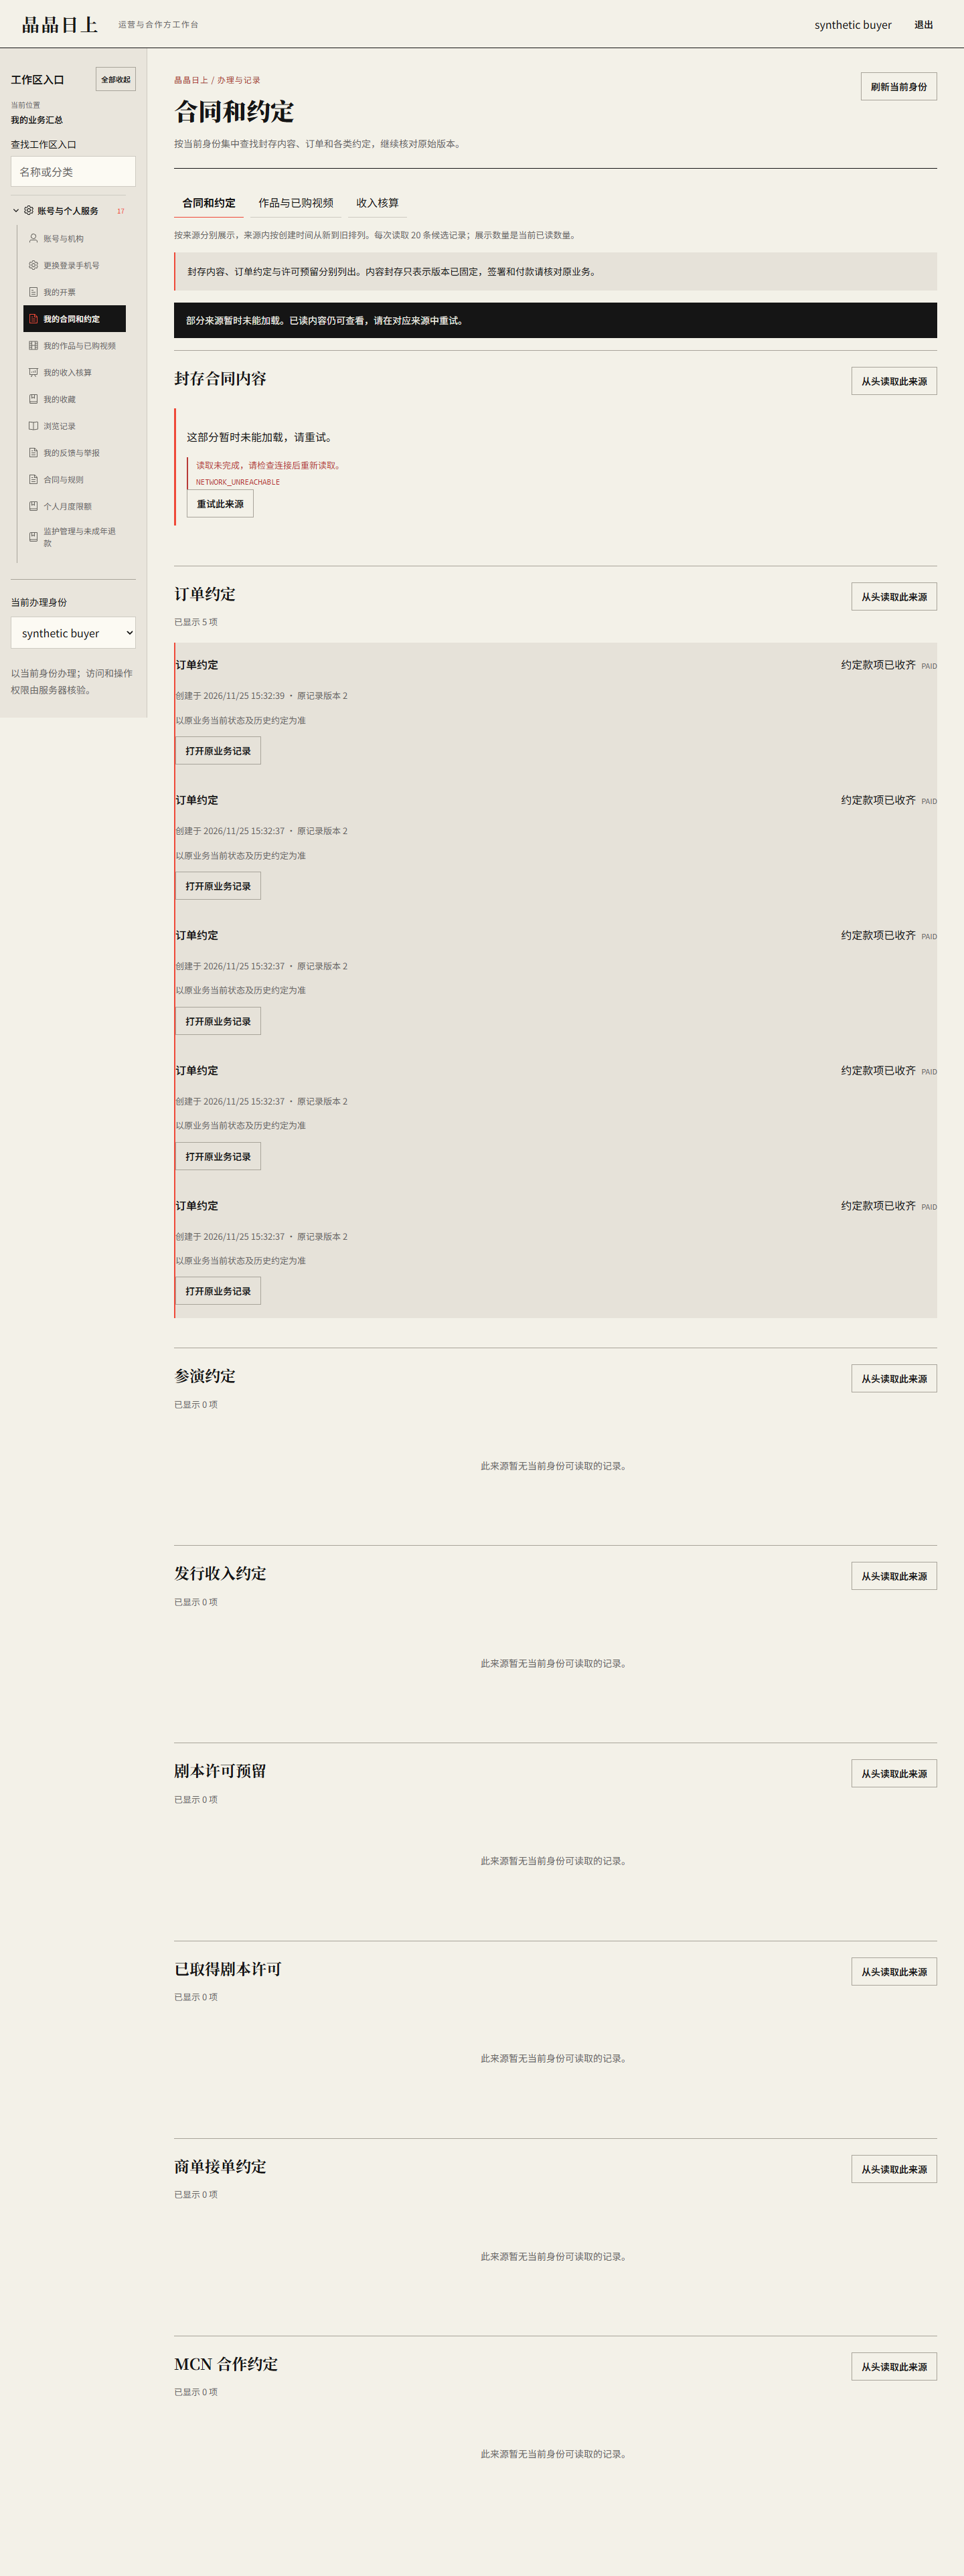 晶晶日上
运营与合作方工作台
synthetic buyer
退出
工作区入口
全部收起
当前位置
我的业务汇总
查找工作区入口
名称或分类
账号与个人服务
17
账号与机构
更换登录手机号
我的开票
我的合同和约定
我的作品与已购视频
我的收入核算
我的收藏
浏览记录
我的反馈与举报
合同与规则
个人月度限额
监护管理与未成年退
款
当前办理身份
synthetic buyer
以当前身份办理；访问和操作
权限由服务器核验。
晶晶日上 / 办理与记录
合同和约定
刷新当前身份
按当前身份集中查找封存内容、订单和各类约定，继续核对原始版本。
合同和约定
作品与已购视频
收入核算
按来源分别展示，来源内按创建时间从新到旧排列。每次读取 20 条候选记录；展示数量是当前已读数量。
封存内容、订单约定与许可预留分别列出。内容封存只表示版本已固定，签署和付款请核对原业务。
部分来源暂时未能加载。已读内容仍可查看，请在对应来源中重试。
封存合同内容
从头读取此来源
这部分暂时未能加载，请重试。
读取未完成，请检查连接后重新读取。
NETWORK_UNREACHABLE
重试此来源
订单约定
从头读取此来源
已显示 5 项
订单约定
约定款项已收齐 PAID
创建于 2026/11/25 15:32:39 · 原记录版本 2
以原业务当前状态及历史约定为准
打开原业务记录
订单约定
约定款项已收齐 PAID
创建于 2026/11/25 15:32:37 · 原记录版本 2
以原业务当前状态及历史约定为准
打开原业务记录
订单约定
约定款项已收齐 PAID
创建于 2026/11/25 15:32:37 · 原记录版本 2
以原业务当前状态及历史约定为准
打开原业务记录
订单约定
约定款项已收齐 PAID
创建于 2026/11/25 15:32:37 · 原记录版本 2
以原业务当前状态及历史约定为准
打开原业务记录
订单约定
约定款项已收齐 PAID
创建于 2026/11/25 15:32:37 · 原记录版本 2
以原业务当前状态及历史约定为准
打开原业务记录
参演约定
从头读取此来源
已显示 0 项
此来源暂无当前身份可读取的记录。
发行收入约定
从头读取此来源
已显示 0 项
此来源暂无当前身份可读取的记录。
剧本许可预留
从头读取此来源
已显示 0 项
此来源暂无当前身份可读取的记录。
已取得剧本许可
从头读取此来源
已显示 0 项
此来源暂无当前身份可读取的记录。
商单接单约定
从头读取此来源
已显示 0 项
此来源暂无当前身份可读取的记录。
MCN 合作约定
从头读取此来源
已显示 0 项
此来源暂无当前身份可读取的记录。